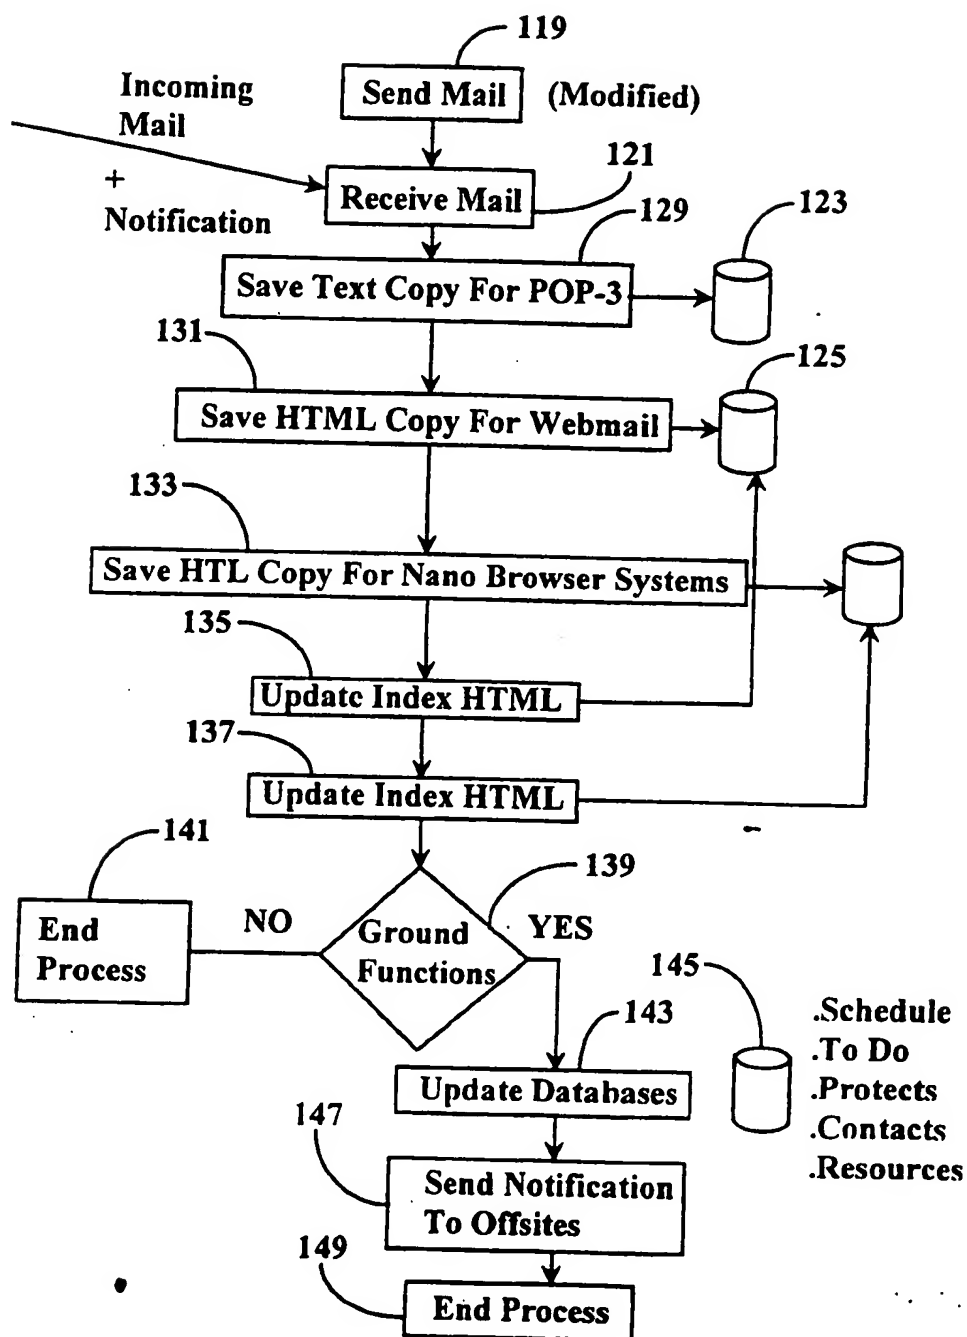 119
Incoming
Mail
Send Mail (Modified)
+
Notification
121
Receive Mail
129
123
Save Text Copy For POP-3
131
125
Save HTML Copy For Webmail
133
Save HTL Copy For Nano Browser Systems
135
Update Index HTML
137
Update Index HTML
141
139
End
Process
NO
Ground
Functions
YES
145
.Schedule
.To Do
.Protects
.Contacts
.Resources
143
Update Databases
147
Send Notification
To Offsites
149
End Process